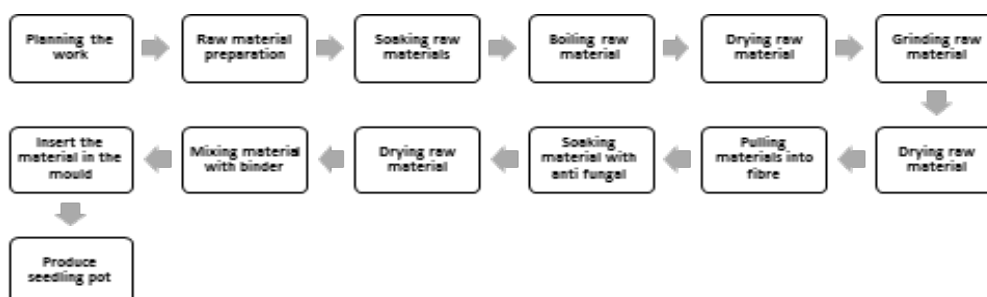 Planning the
work
Raw material
preparation
Soaking raw
materials
Boiling raw
material
Drying raw
material
Grinding raw
material
Drying raw
material
Pulling
materials into
fibre
Soaking
material with
anti fungal
Drying raw
material
Mixing material
with binder
Insert the
material in the
mould
Produce
seedling pot